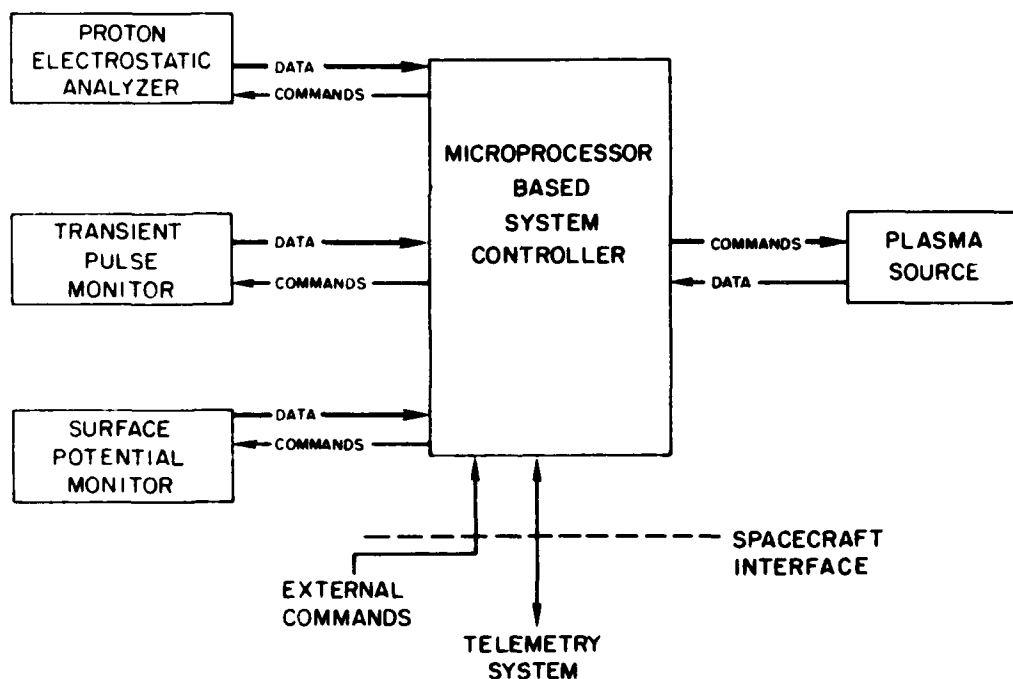 PROTON
ELECTROSTATIC
ANALYZER
DATA
COMMANDS
TRANSIENT
PULSE
MONITOR
DATA
COMMANDS
SURFACE
POTENTIAL
MONITOR
DATA
COMMANDS
MICROPROCESSOR
BASED
SYSTEM
CONTROLLER
COMMANDS
DATA
PLASMA
SOURCE
EXTERNAL
COMMANDS
TELEMETRY
SYSTEM
SPACECRAFT
INTERFACE